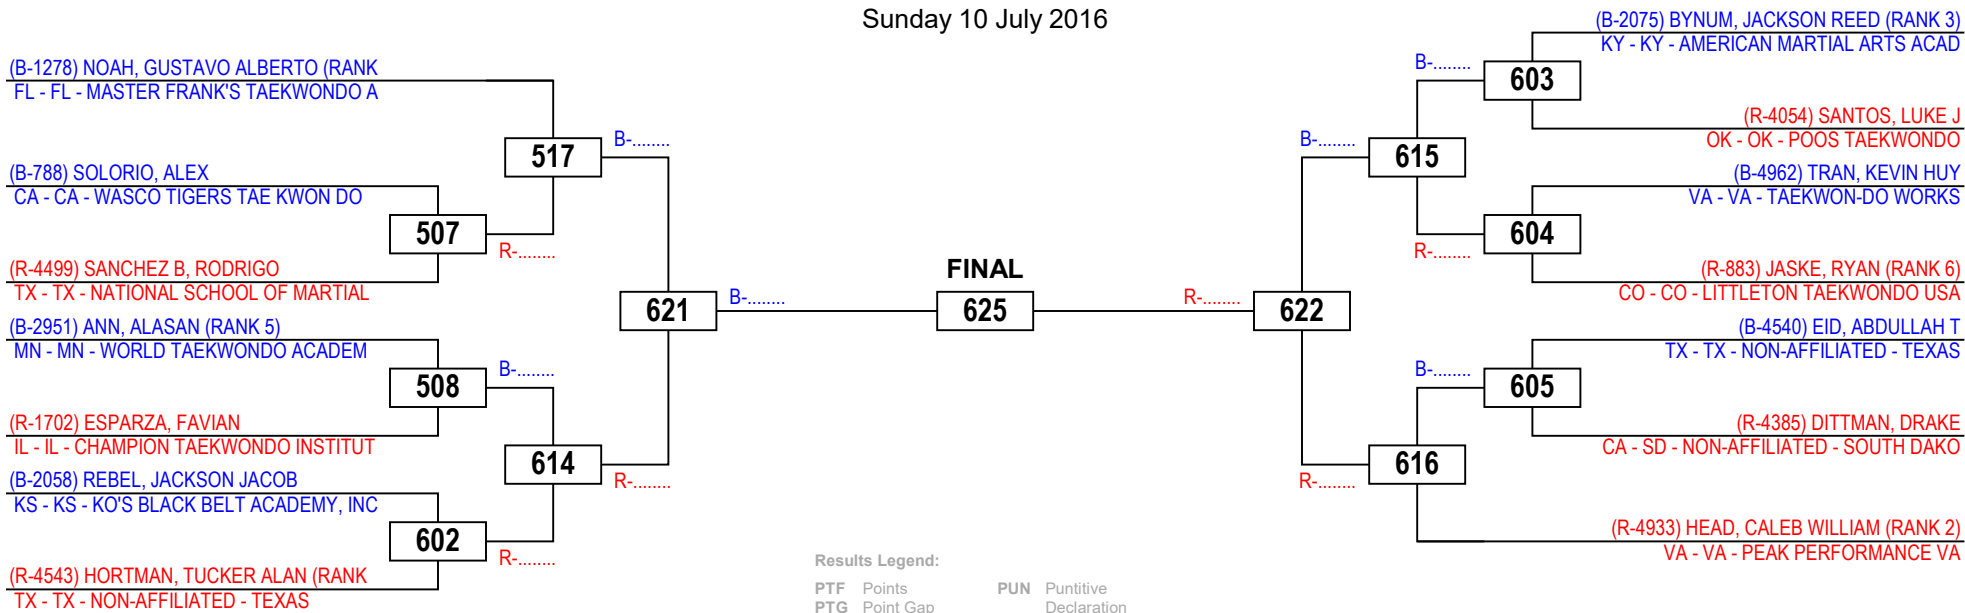 Sunday 10 July 2016
(B-1278) NOAH, GUSTAVO ALBERTO (RANK
FL - FL - MASTER FRANK'S TAEKWONDO A
517
B-........
(B-788) SOLORIO, ALEX
CA - CA - WASCO TIGERS TAE KWON DO
507
R-........
(R-4499) SANCHEZ B, RODRIGO
TX - TX - NATIONAL SCHOOL OF MARTIAL
621
B-........
(B-2951) ANN, ALASAN (RANK 5)
MN - MN - WORLD TAEKWONDO ACADEM
508
B-........
(R-1702) ESPARZA, FAVIAN
IL - IL - CHAMPION TAEKWONDO INSTITUT
614
R-........
(B-2058) REBEL, JACKSON JACOB
KS - KS - KO'S BLACK BELT ACADEMY, INC
602
R-........
(R-4543) HORTMAN, TUCKER ALAN (RANK
TX - TX - NON-AFFILIATED - TEXAS
FINAL
625
(B-2075) BYNUM, JACKSON REED (RANK 3)
KY - KY - AMERICAN MARTIAL ARTS ACAD
B-........
603
(R-4054) SANTOS, LUKE J
OK - OK - POOS TAEKWONDO
B-........
615
(B-4962) TRAN, KEVIN HUY
VA - VA - TAEKWON-DO WORKS
R-........
604
(R-883) JASKE, RYAN (RANK 6)
CO - CO - LITTLETON TAEKWONDO USA
R-........
622
(B-4540) EID, ABDULLAH T
TX - TX - NON-AFFILIATED - TEXAS
B-........
605
(R-4385) DITTMAN, DRAKE
CA - SD - NON-AFFILIATED - SOUTH DAKO
R-........
616
(R-4933) HEAD, CALEB WILLIAM (RANK 2)
VA - VA - PEAK PERFORMANCE VA
Results Legend:
PTF Points PUN Puntitive
PTG Point Gap Declaration